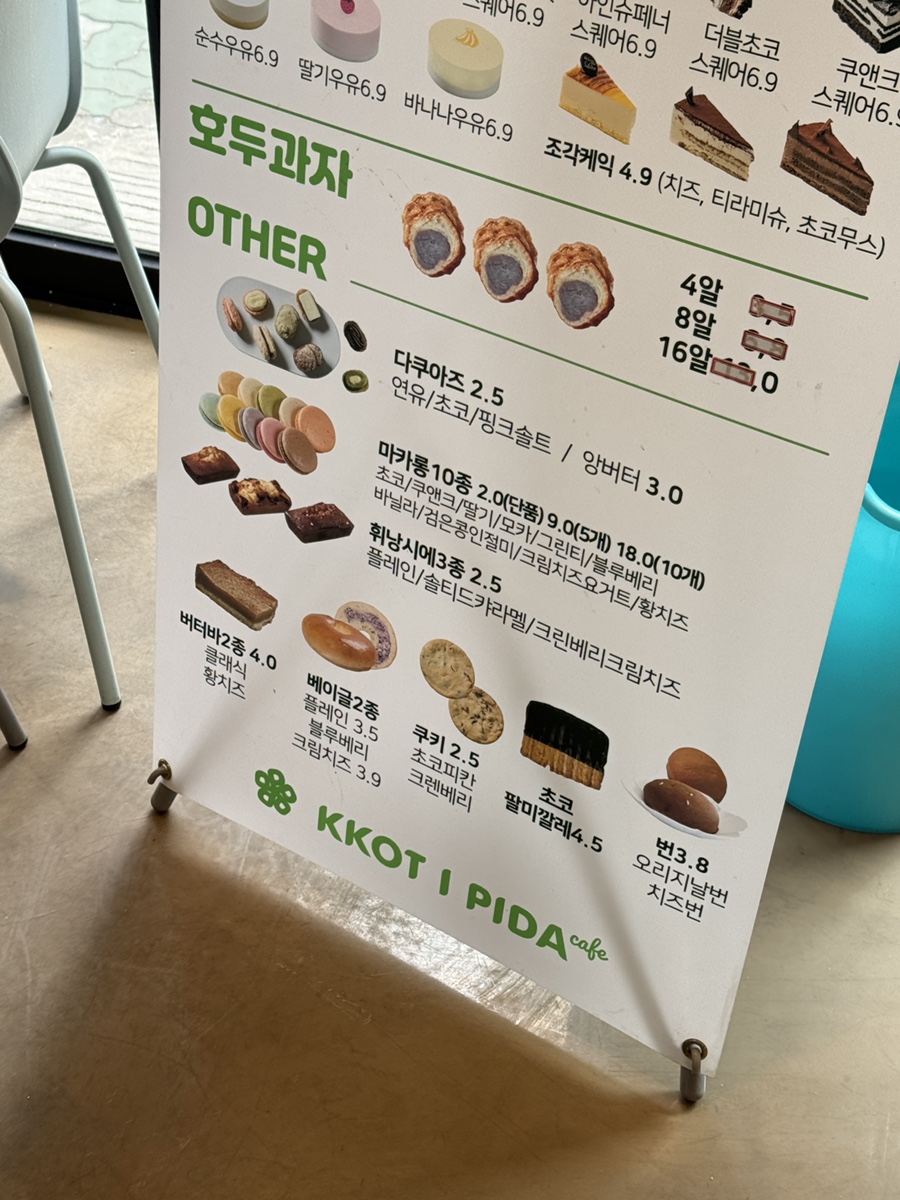 스퀘어6.9
하인슈페너
스퀘어6.9
더블초코
스퀘어6.9
쿠앤크
스퀘어6.9
순수우유6.9
딸기우유6.9
바나나우유6.9
조각케익 4.9 (치즈, 티라미슈, 초코무스)
호두과자
4알
8알
16알
,0
OTHER
다쿠아즈 2.5
연유/초코/핑크솔트 / 앙버터 3.0
마카롱10종 2.0(단품) 9.0(5개) 18.0(10개)
초코/쿠앤크/딸기/모카/그린티/블루베리
바닐라/검은콩인절미/크림치즈요거트/황치즈
휘낭시에3종 2.5
플레인/솔티드캬라멜/크린베리크림치즈
버터바2종 4.0
클래식
황치즈
베이글2종
플레인 3.5
블루베리
크림치즈 3.9
쿠키 2.5
초코피칸
크렌베리
초코
팔미깔레4.5
번3.8
오리지날번
치즈번
KKOT I PIDA cafe